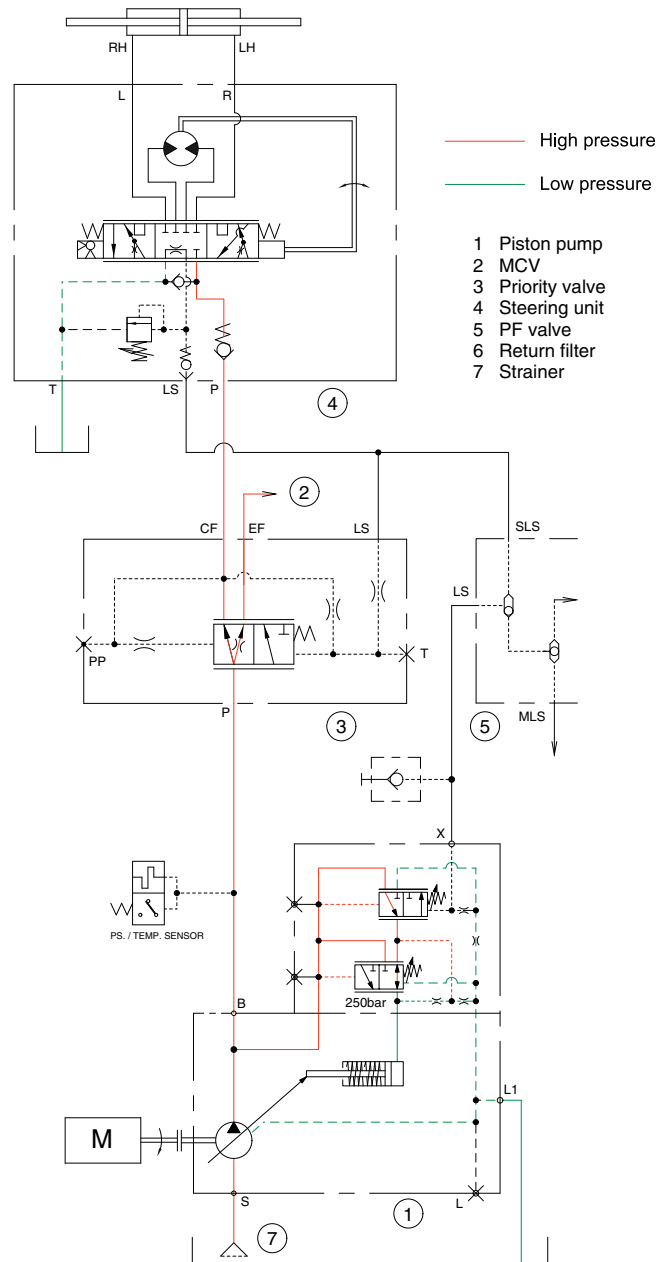 RH LH
L R
High pressure
Low pressure
1 Piston pump
2 MCV
3 Priority valve
4 Steering unit
5 PF valve
6 Return filter
7 Strainer
T LS P
4
2
CF EF LS SLS
LS
PP T
P 3 5 MLS
X
PS. / TEMP. SENSOR
250bar
B
L1
M
S 1 L
7